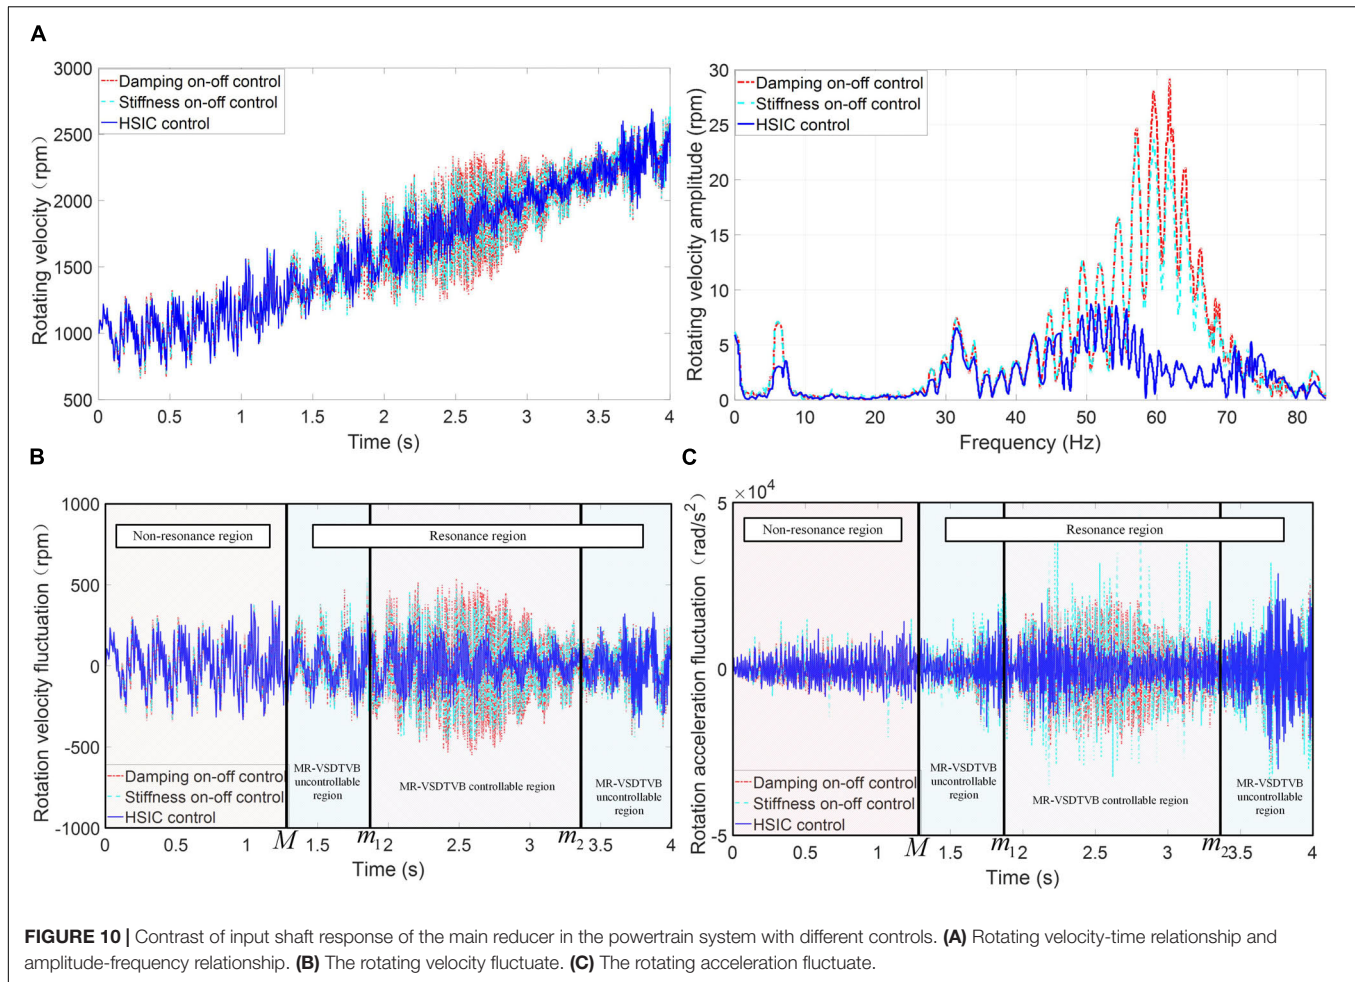 A
3000
2500
2000
1500
1000
500
Rotating velocity（rpm）
Damping on-off control
Stiffness on-off control
HSIC control
0 0.5 1 1.5 2 2.5 3 3.5 4
Time (s)
30
25
20
15
10
5
0
Rotating velocity amplitude (rpm)
Damping on-off control
Stiffness on-off control
HSIC control
0 20 40 60 80
Frequency (Hz)
B
1000
500
0
-500
-1000
Rotation velocity fluctuation（rpm）
Non-resonance region
Resonance region
MR-VSDTVB uncontrollable region
MR-VSDTVB controllable region
MR-VSDTVB uncontrollable region
Damping on-off control
Stiffness on-off control
HSIC control
0 0.5 1 M 1.5 m1 2 2.5 3 m2 3.5 4
Time (s)
C
×10⁴
5
0
-5
Rotation acceleration fluctuation（rad/s²）
Non-resonance region
Resonance region
MR-VSDTVB uncontrollable region
MR-VSDTVB controllable region
MR-VSDTVB uncontrollable region
Damping on-off control
Stiffness on-off control
HSIC control
0 0.5 1 M 1.5 m1 2 2.5 3 m2 3.5 4
Time (s)
FIGURE 10 | Contrast of input shaft response of the main reducer in the powertrain system with different controls. (A) Rotating velocity-time relationship and
amplitude-frequency relationship. (B) The rotating velocity fluctuate. (C) The rotating acceleration fluctuate.